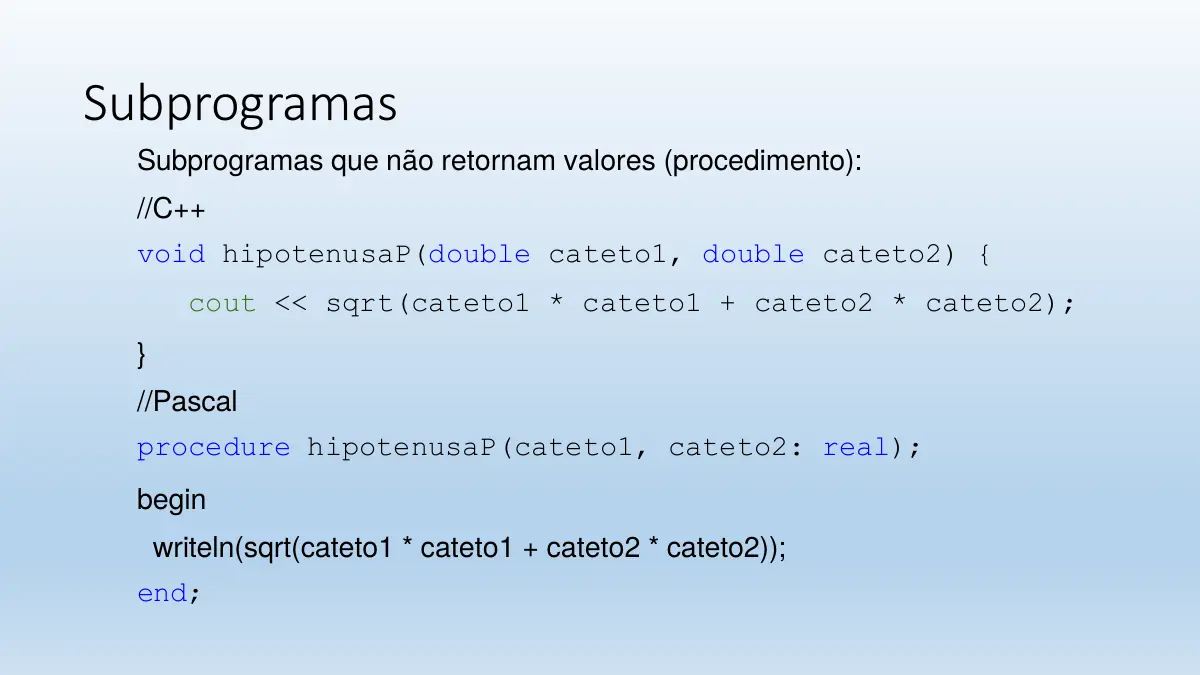 Subprogramas
Subprogramas que não retornam valores (procedimento):
//C++
void hipotenusaP(double cateto1, double cateto2) {
   cout << sqrt(cateto1 * cateto1 + cateto2 * cateto2);
}
//Pascal
procedure hipotenusaP(cateto1, cateto2: real);
begin
  writeln(sqrt(cateto1 * cateto1 + cateto2 * cateto2));
end;